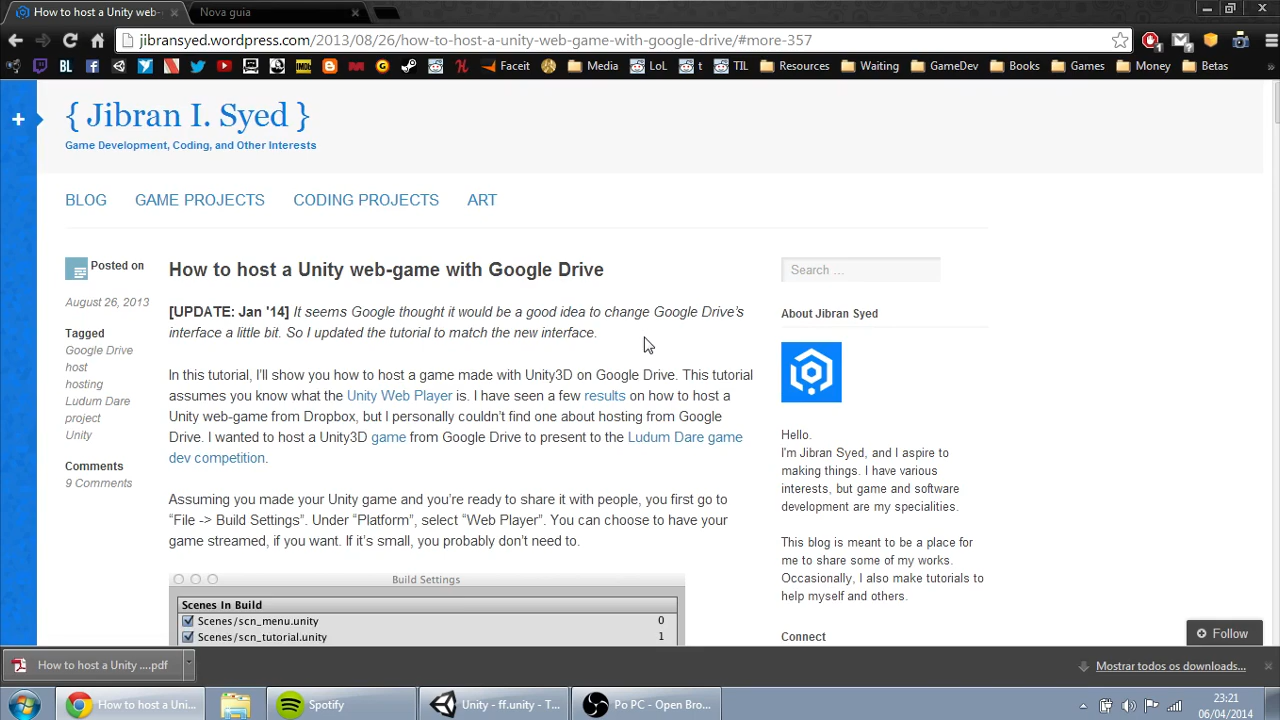 How to host a Unity web-
Nova guia
jibransyed.wordpress.com/2013/08/26/how-to-host-a-unity-web-game-with-google-drive/#more-357
BL
IMDb
Faceit
Media
LoL
t
TIL
Resources
Waiting
GameDev
Books
Games
Money
Betas
»
{ Jibran I. Syed }
Game Development, Coding, and Other Interests
BLOG GAME PROJECTS CODING PROJECTS ART
Posted on
August 26, 2013
Tagged
Google Drive
host
hosting
Ludum Dare
project
Unity
Comments
9 Comments
How to host a Unity web-game with Google Drive
[UPDATE: Jan '14] It seems Google thought it would be a good idea to change Google Drive's
interface a little bit. So I updated the tutorial to match the new interface.
In this tutorial, I'll show you how to host a game made with Unity3D on Google Drive. This tutorial
assumes you know what the Unity Web Player is. I have seen a few results on how to host a
Unity web-game from Dropbox, but I personally couldn't find one about hosting from Google
Drive. I wanted to host a Unity3D game from Google Drive to present to the Ludum Dare game
dev competition.
Assuming you made your Unity game and you're ready to share it with people, you first go to
“File -> Build Settings”. Under “Platform”, select “Web Player”. You can choose to have your
game streamed, if you want. If it's small, you probably don't need to.
Build Settings
Scenes In Build
Scenes/scn_menu.unity 0
Scenes/scn_tutorial.unity 1
Search …
About Jibran Syed
Hello.
I'm Jibran Syed, and I aspire to
making things. I have various
interests, but game and software
development are my specialities.
This blog is meant to be a place for
me to share some of my works.
Occasionally, I also make tutorials to
help myself and others.
Connect
Follow
How to host a Unity ....pdf
Mostrar todos os downloads...
How to host a Uni...
Spotify
Unity - ff.unity - T...
Po PC - Open Brow...
23:21
06/04/2014